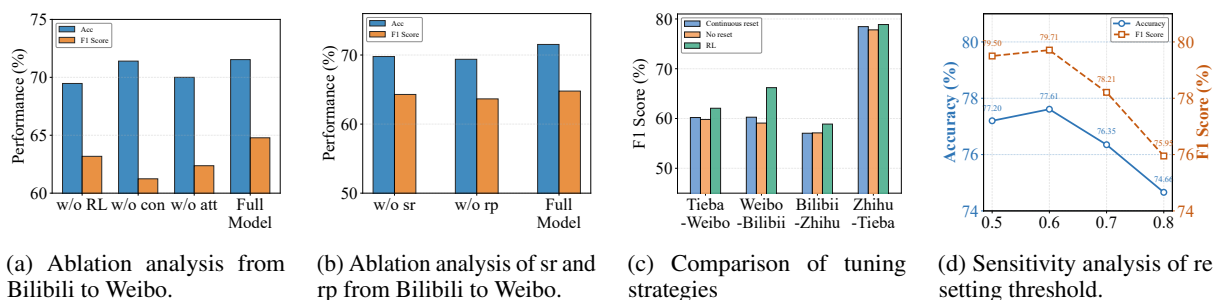 75
70
65
60
Performance (%)
Acc
F1 Score
w/o RL
w/o con
w/o att
Full
Model
(a) Ablation analysis from
Bilibili to Weibo.
70
60
50
Performance (%)
Acc
F1 Score
w/o sr
w/o rp
Full
Model
(b) Ablation analysis of sr and
rp from Bilibili to Weibo.
80
70
60
50
F1 Score (%)
Continuous reset
No reset
RL
Tieba
-Weibo
Weibo
-Bilibii
Bilibii
-Zhihu
Zhihu
-Tieba
(c) Comparison of tuning
strategies
80
78
76
74
Accuracy (%)
Accuracy
F1 Score
79.50
79.71
78.21
75.95
77.20
77.61
76.35
74.66
0.5
0.6
0.7
0.8
80
78
76
74
F1 Score (%)
(d) Sensitivity analysis of re
setting threshold.